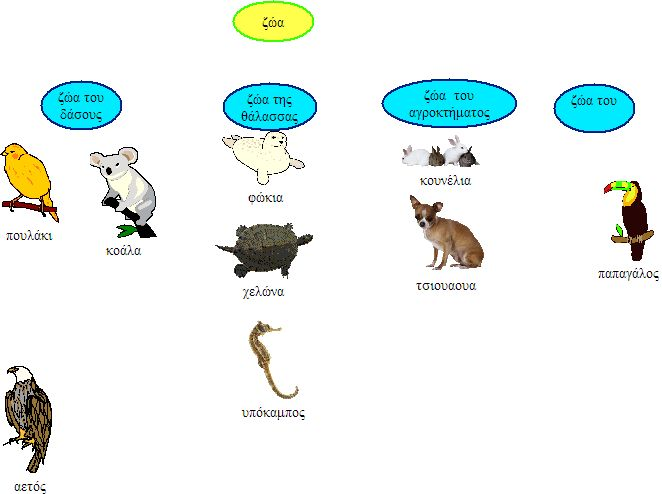 ζώα
ζώα του
δάσους
ζώα της
θάλασσας
ζώα του
αγροκτήματος
ζώα του
πουλάκι
κοάλα
φώκια
κουνέλια
χελώνα
τσιουαουα
παπαγάλος
υπόκαμπος
αετός